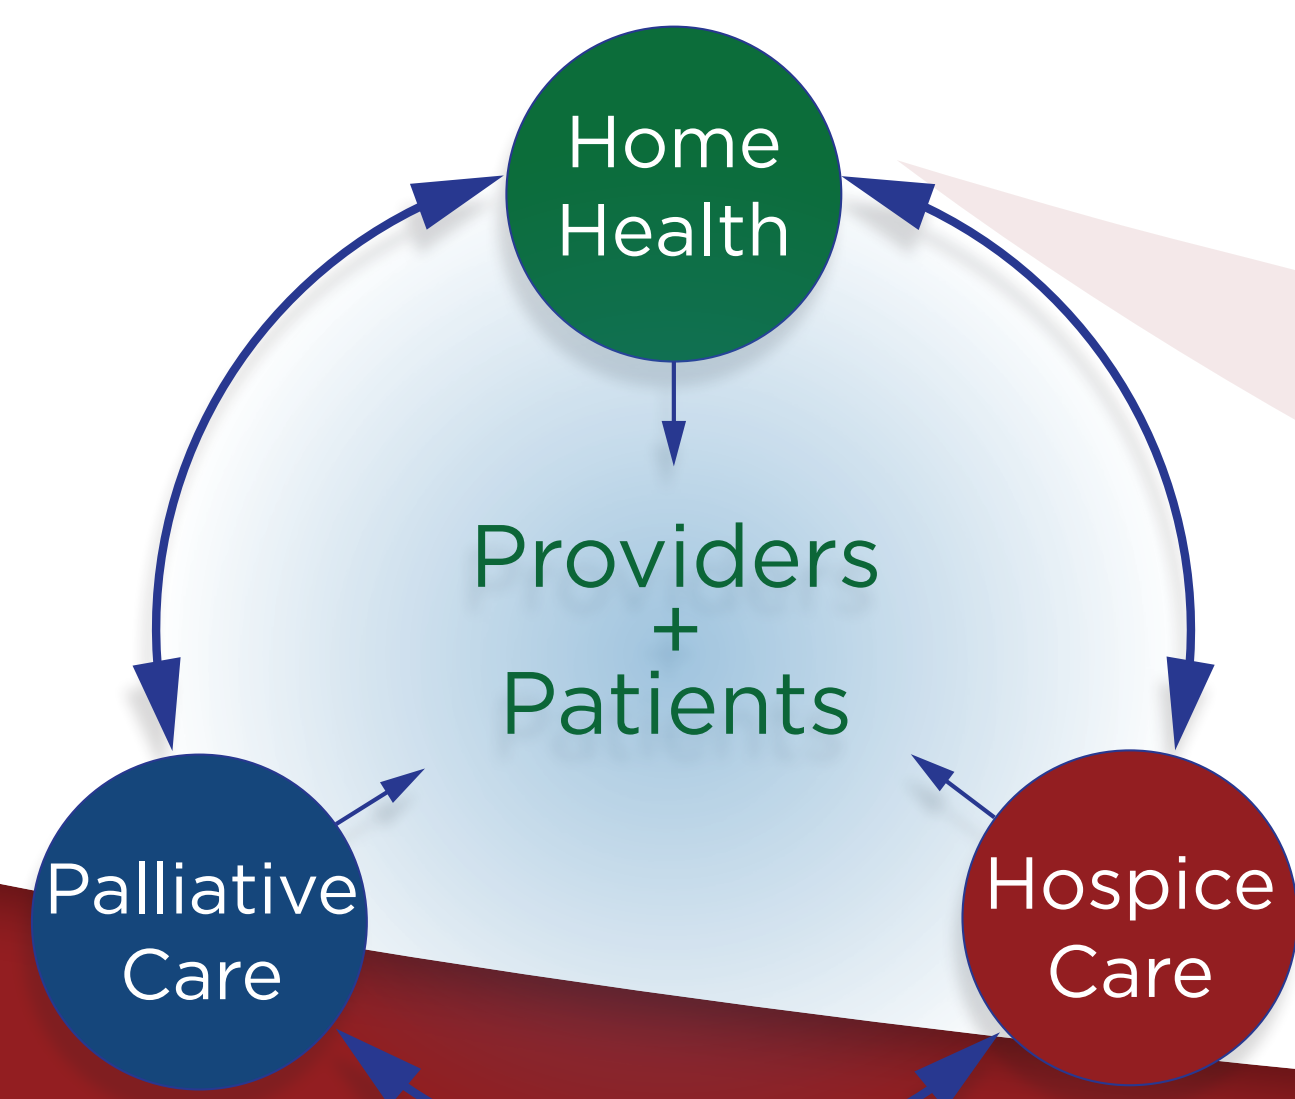 Home
Health
Providers
+
Patients
Palliative
Care
Hospice
Care